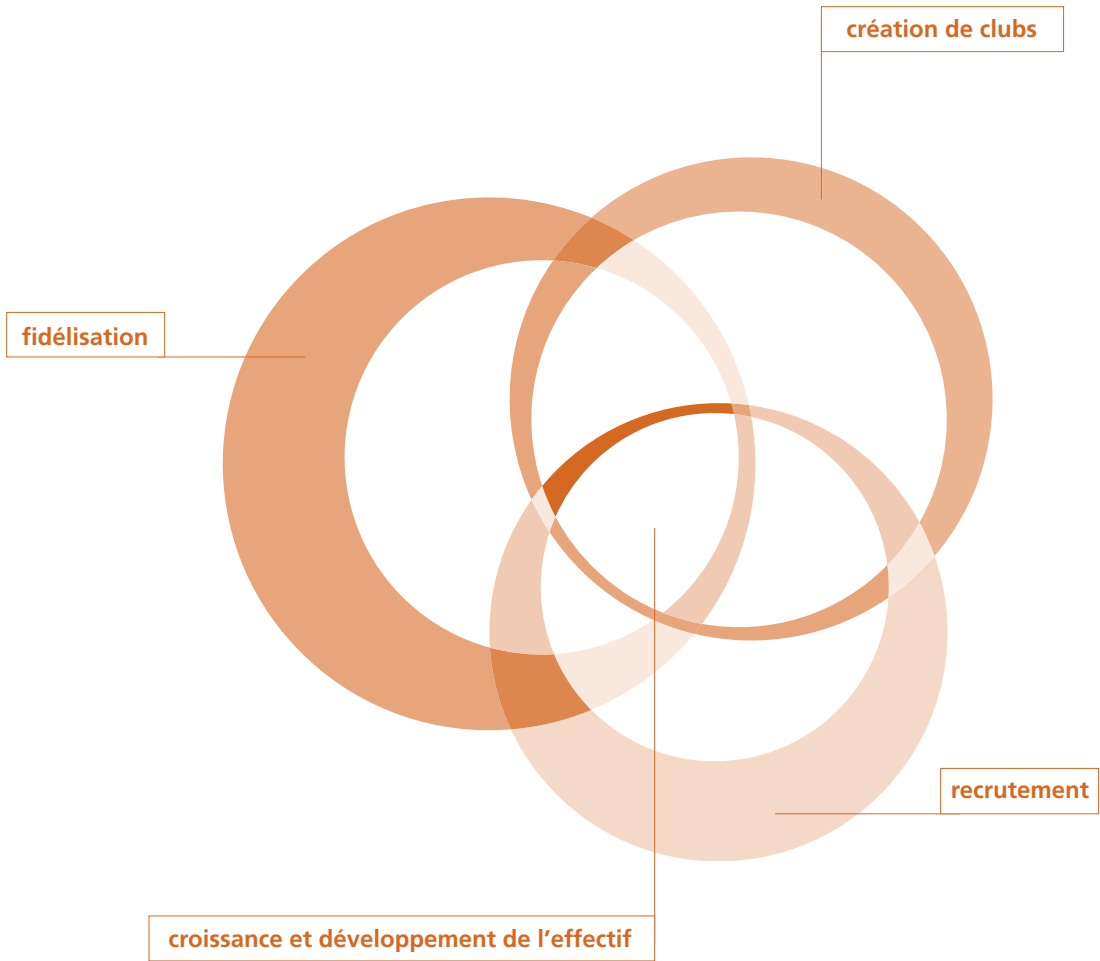 création de clubs
fidélisation
recrutement
croissance et développement de l’effectif